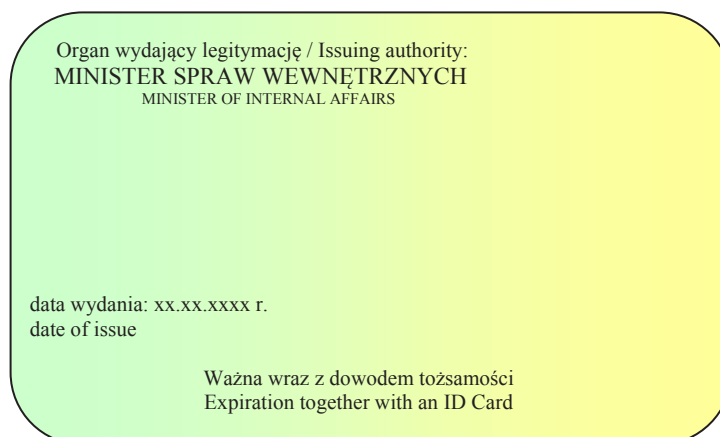 Organ wydający legitymację / Issuing authority:
MINISTER SPRAW WEWNĘTRZNYCH
MINISTER OF INTERNAL AFFAIRS
data wydania: xx.xx.xxxx r.
date of issue
Ważna wraz z dowodem tożsamości
Expiration together with an ID Card